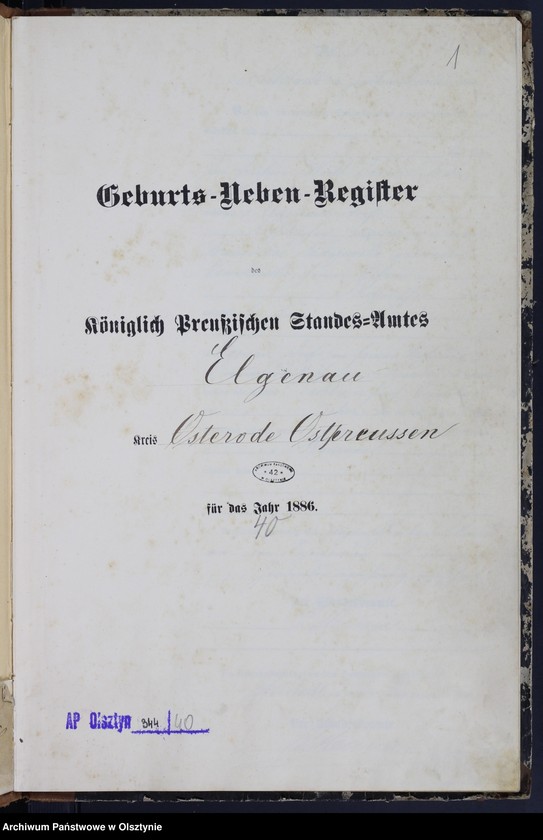 1
Geburts-Neben-Register
des
Königlich Preußischen Standes-Amtes
Elgenau
Kreis Osterode Ostpreussen
42
für das Jahr 1886.
40
AP Olsztyn 344 / 40
Archiwum Państwowe w Olsztynie